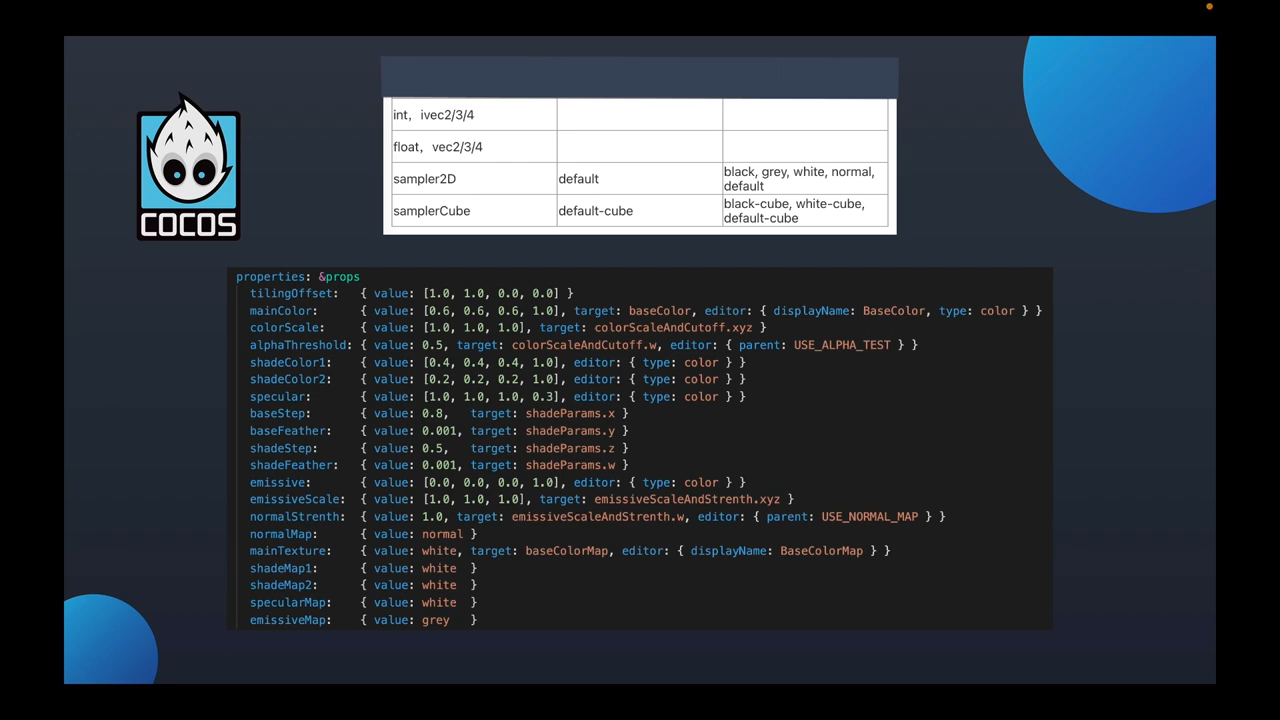 COCOS
int，ivec2/3/4
float，vec2/3/4
sampler2D default black, grey, white, normal,
default
samplerCube default-cube black-cube, white-cube,
default-cube
properties: &props
tilingOffset: { value: [1.0, 1.0, 0.0, 0.0] }
mainColor: { value: [0.6, 0.6, 0.6, 1.0], target: baseColor, editor: { displayName: BaseColor, type: color } }
colorScale: { value: [1.0, 1.0, 1.0], target: colorScaleAndCutoff.xyz }
alphaThreshold: { value: 0.5, target: colorScaleAndCutoff.w, editor: { parent: USE_ALPHA_TEST } }
shadeColor1: { value: [0.4, 0.4, 0.4, 1.0], editor: { type: color } }
shadeColor2: { value: [0.2, 0.2, 0.2, 1.0], editor: { type: color } }
specular: { value: [1.0, 1.0, 1.0, 0.3], editor: { type: color } }
baseStep: { value: 0.8, target: shadeParams.x }
baseFeather: { value: 0.001, target: shadeParams.y }
shadeStep: { value: 0.5, target: shadeParams.z }
shadeFeather: { value: 0.001, target: shadeParams.w }
emissive: { value: [0.0, 0.0, 0.0, 1.0], editor: { type: color } }
emissiveScale: { value: [1.0, 1.0, 1.0], target: emissiveScaleAndStrenth.xyz }
normalStrenth: { value: 1.0, target: emissiveScaleAndStrenth.w, editor: { parent: USE_NORMAL_MAP } }
normalMap: { value: normal }
mainTexture: { value: white, target: baseColorMap, editor: { displayName: BaseColorMap } }
shadeMap1: { value: white }
shadeMap2: { value: white }
specularMap: { value: white }
emissiveMap: { value: grey }